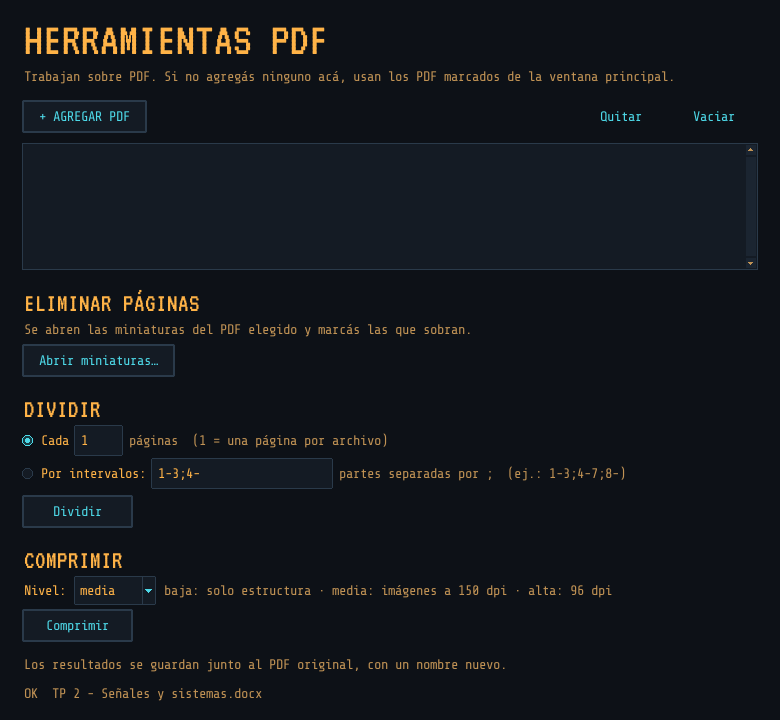 HERRAMIENTAS PDF
Trabajan sobre PDF. Si no agregás ninguno acá, usan los PDF marcados de la ventana principal.
+ AGREGAR PDF Quitar Vaciar
ELIMINAR PÁGINAS
Se abren las miniaturas del PDF elegido y marcás las que sobran.
Abrir miniaturas…
DIVIDIR
Cada 1 páginas (1 = una página por archivo)
Por intervalos: 1-3;4- partes separadas por ; (ej.: 1-3;4-7;8-)
Dividir
COMPRIMIR
Nivel: media baja: solo estructura · media: imágenes a 150 dpi · alta: 96 dpi
Comprimir
Los resultados se guardan junto al PDF original, con un nombre nuevo.
OK TP 2 - Señales y sistemas.docx